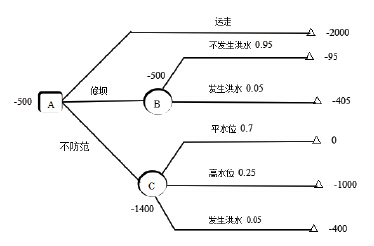 运走
-2000
不发生洪水 0.95
-500
-95
-500
A
修坝
B
发生洪水 0.05
-405
平水位 0.7
0
不防范
C
高水位 0.25
-1000
-1400
发生洪水 0.05
-400